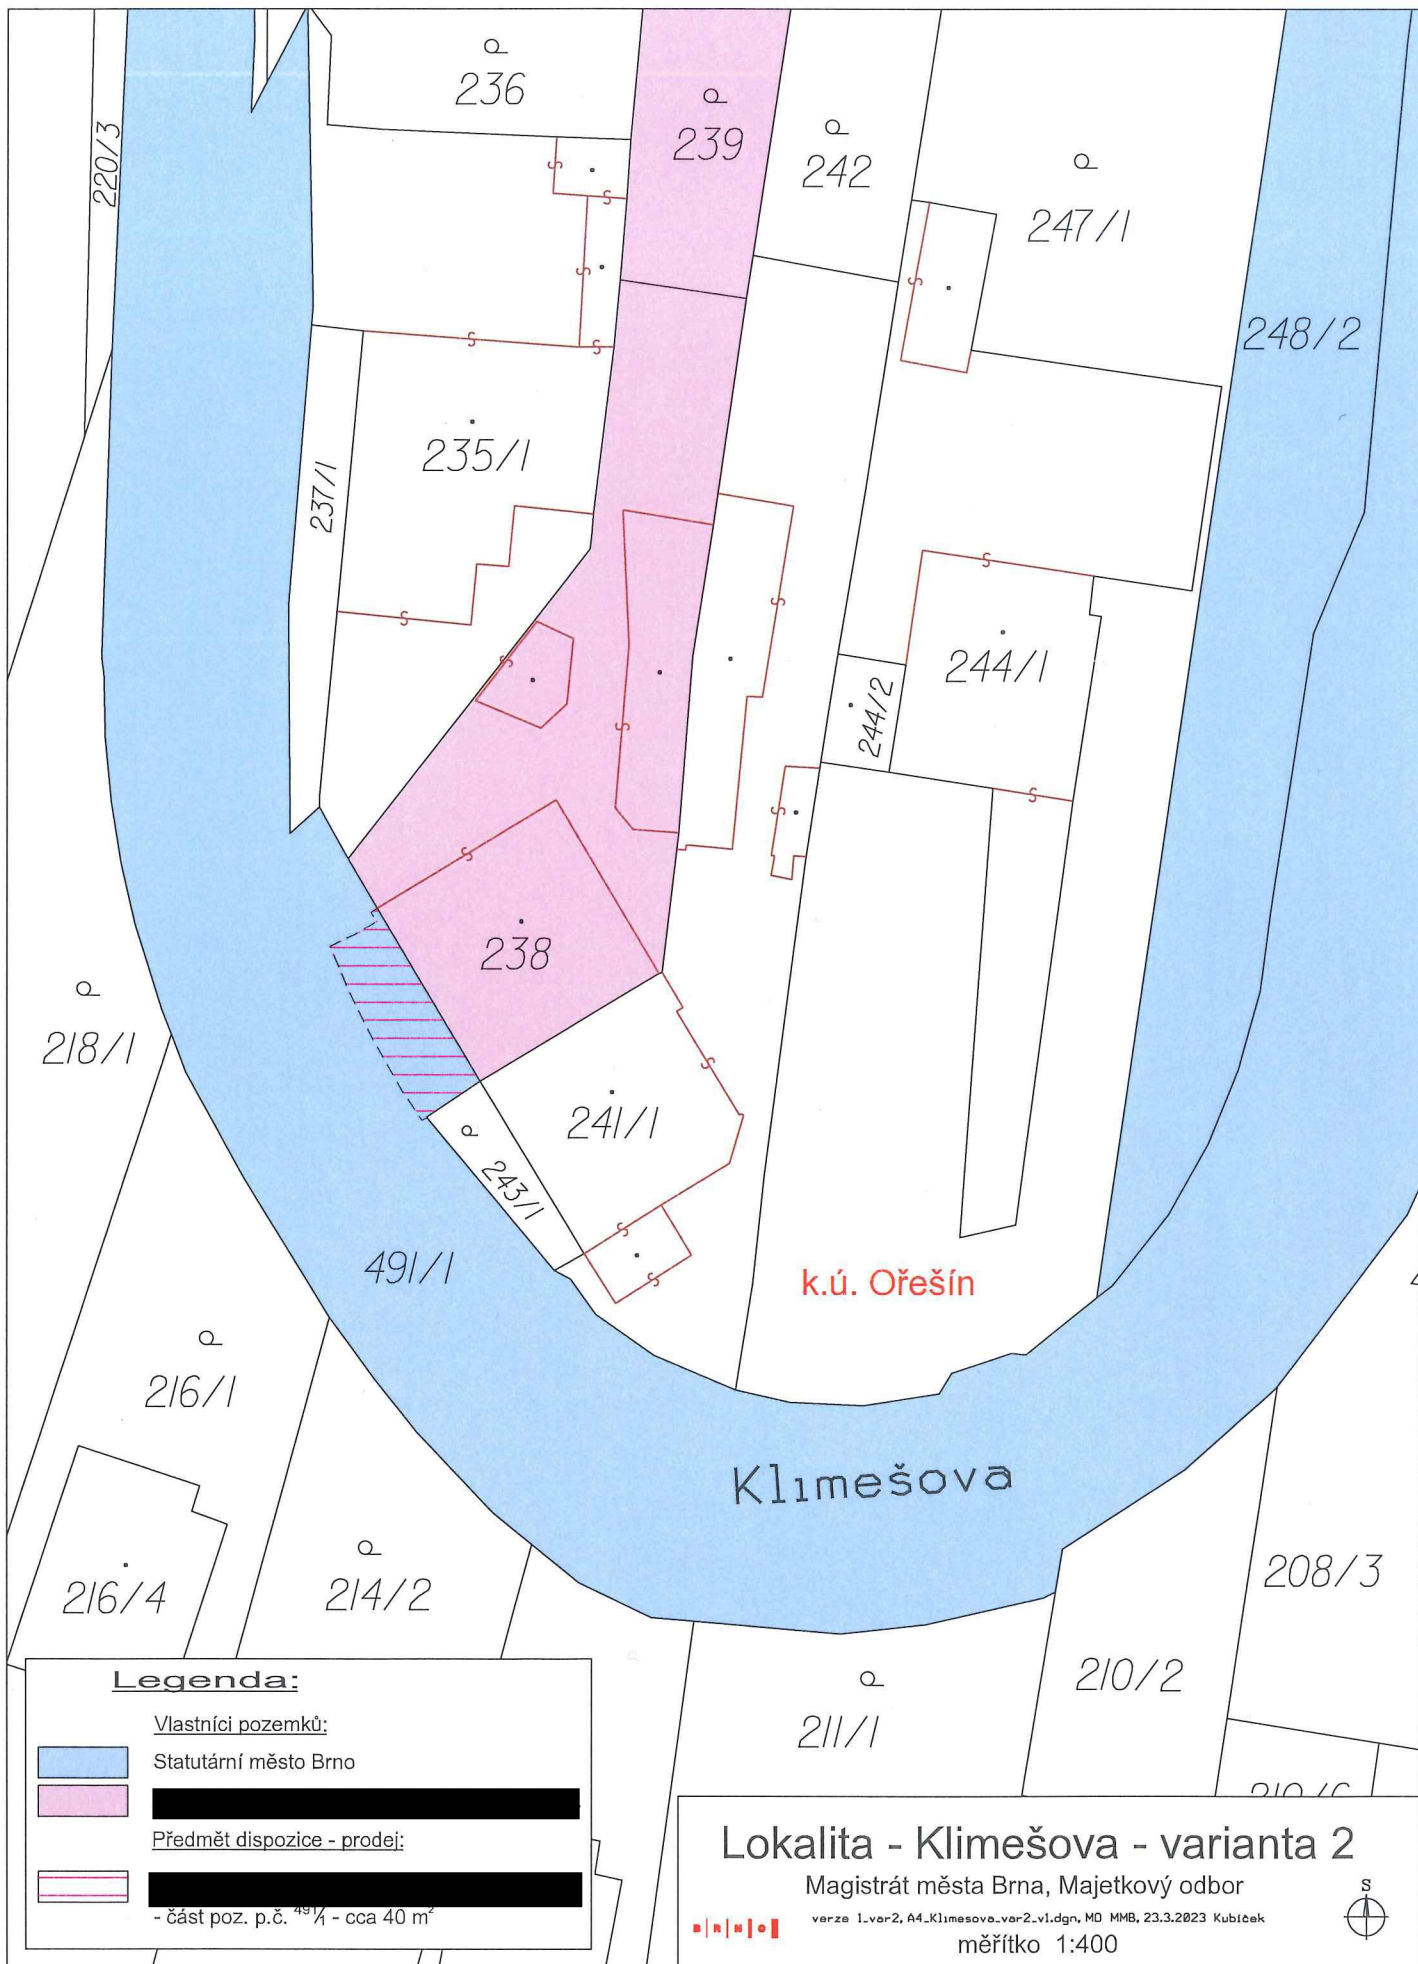 236
239
242
247/1
220/3
248/2
235/1
237/1
244/1
244/2
238
218/1
241/1
243/1
491/1
k.ú. Ořešín
216/1
Klimešova
216/4
214/2
208/3
210/2
211/1
Legenda:
Vlastníci pozemků:
Statutární město Brno
Předmět dispozice - prodej:
- část poz. p.č. 491/1 - cca 40 m²
Lokalita - Klimešova - varianta 2
Magistrát města Brna, Majetkový odbor
verze 1_var2, A4_Klimesova_var2_v1.dgn, MO MMB, 23.3.2023 Kubíček
měřítko 1:400
BRNO
S